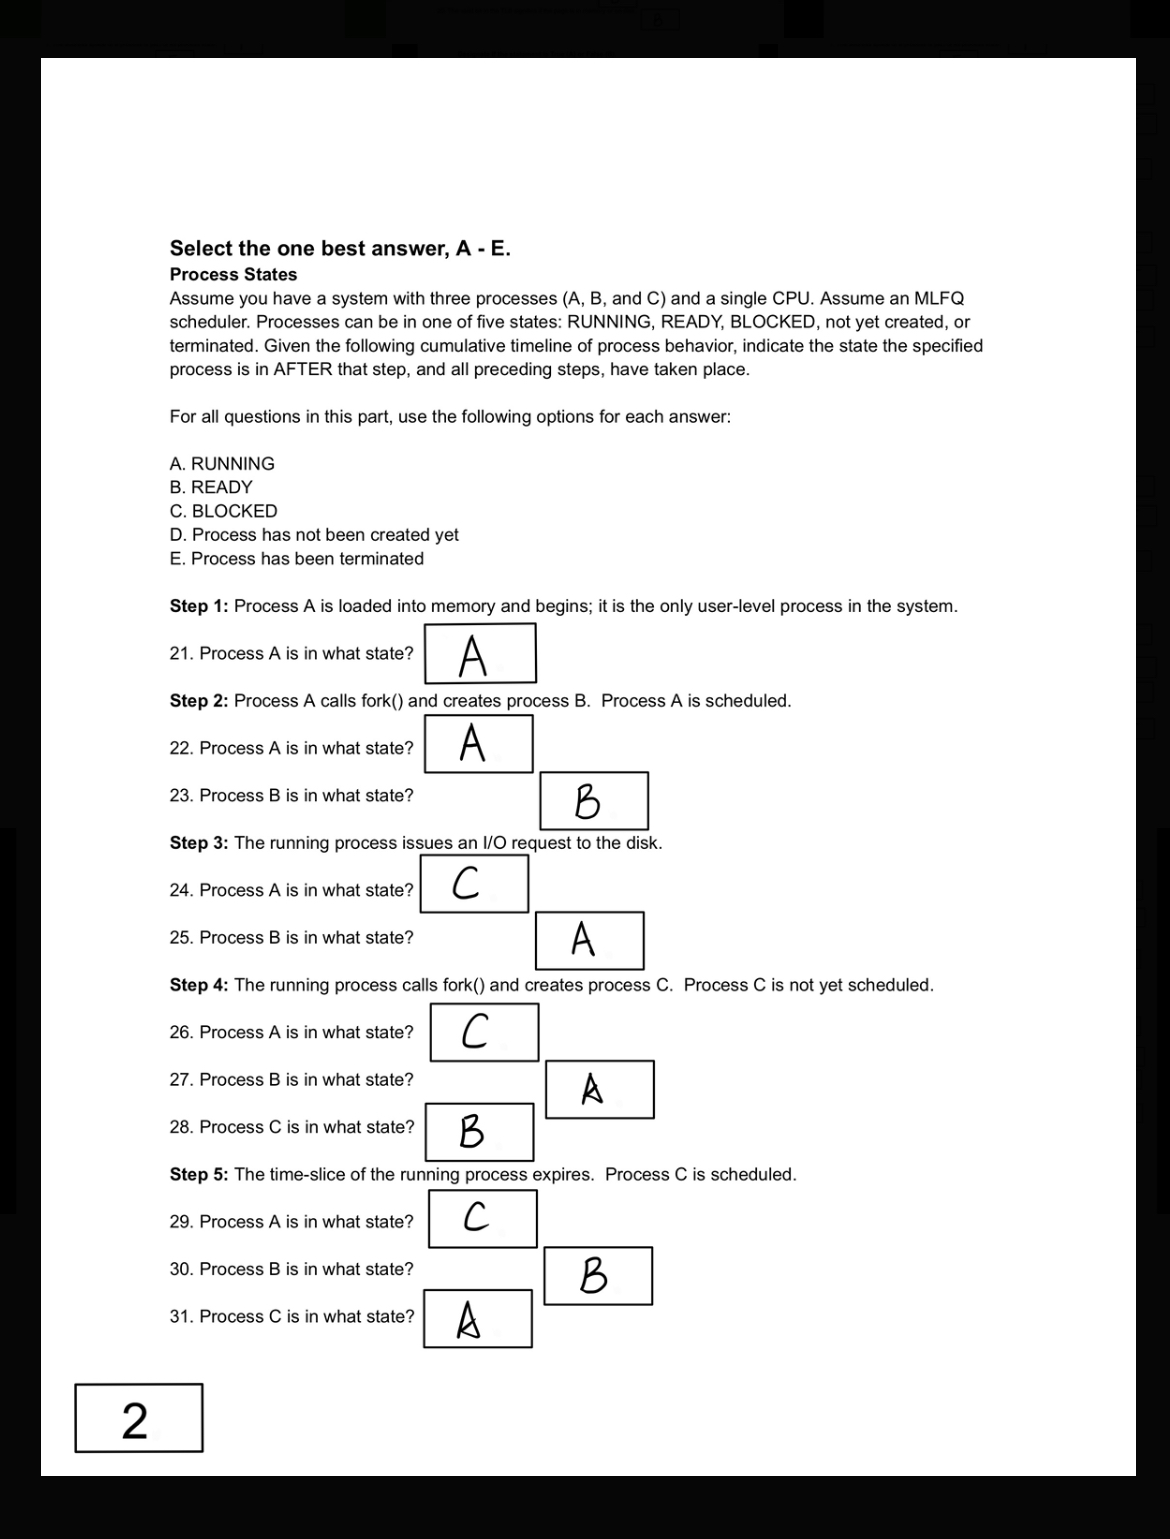 Select the one best answer, A - E.
Process States
Assume you have a system with three processes (A, B, and C) and a single CPU. Assume an MLFQ
scheduler. Processes can be in one of five states: RUNNING, READY, BLOCKED, not yet created, or
terminated. Given the following cumulative timeline of process behavior, indicate the state the specified
process is in AFTER that step, and all preceding steps, have taken place.
For all questions in this part, use the following options for each answer:
A. RUNNING
B. READY
C. BLOCKED
D. Process has not been created yet
E. Process has been terminated
Step 1: Process A is loaded into memory and begins; it is the only user-level process in the system.
21. Process A is in what state? A
Step 2: Process A calls fork() and creates process B. Process A is scheduled.
22. Process A is in what state? A
23. Process B is in what state? B
Step 3: The running process issues an I/O request to the disk.
24. Process A is in what state? C
25. Process B is in what state? A
Step 4: The running process calls fork() and creates process C. Process C is not yet scheduled.
26. Process A is in what state? C
27. Process B is in what state? A
28. Process C is in what state? B
Step 5: The time-slice of the running process expires. Process C is scheduled.
29. Process A is in what state? C
30. Process B is in what state? B
31. Process C is in what state? A
2